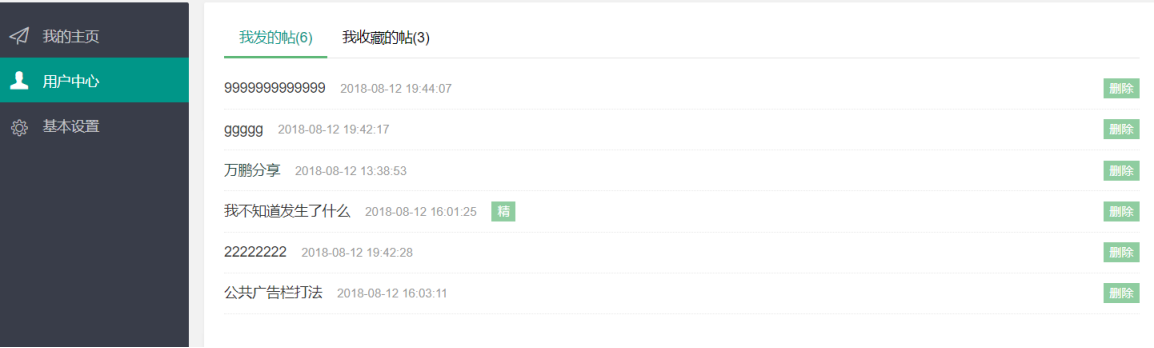 我的主页
用户中心
基本设置
我发的帖(6) 我收藏的帖(3)
9999999999999 2018-08-12 19:44:07 删除
ggggg 2018-08-12 19:42:17 删除
万鹏分享 2018-08-12 13:38:53 删除
我不知道发生了什么 2018-08-12 16:01:25 精 删除
22222222 2018-08-12 19:42:28 删除
公共广告栏打法 2018-08-12 16:03:11 删除